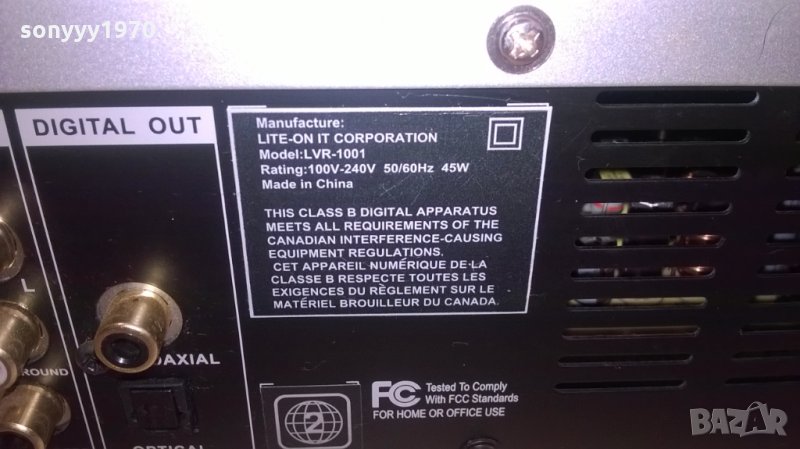 sonyyy1970
DIGITAL OUT
Manufacture:
LITE-ON IT CORPORATION
Model:LVR-1001
Rating:100V-240V 50/60Hz 45W
Made in China
THIS CLASS B DIGITAL APPARATUS
MEETS ALL REQUIREMENTS OF THE
CANADIAN INTERFERENCE-CAUSING
EQUIPMENT REGULATIONS.
CET APPAREIL NUMÉRIQUE DE LA
CLASSE B RESPECTE TOUTES LES
EXIGENCES DU RÈGLEMENT SUR LE
MATÉRIEL BROUILLEUR DU CANADA.
L
OAXIAL
ROUND
OPTICAL
2
FC Tested To Comply
With FCC Standards
FOR HOME OR OFFICE USE
BAZAR